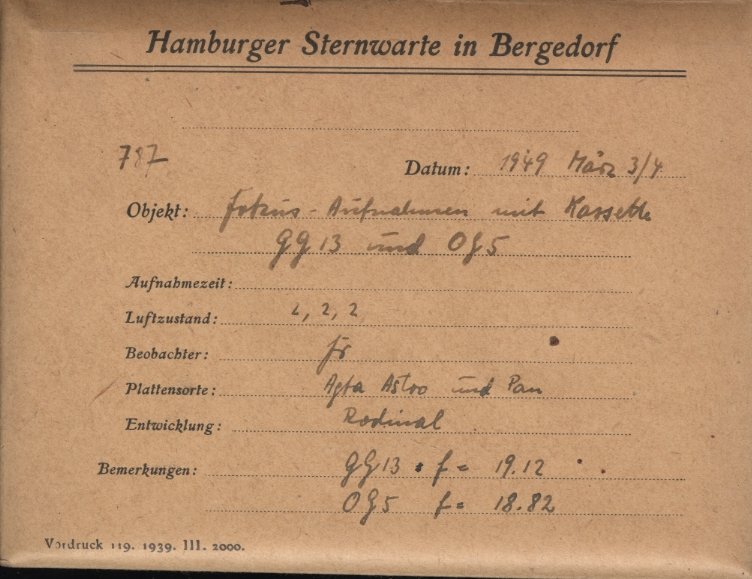 Hamburger Sternwarte in Bergedorf
787
Datum: 1949 März 3/4
Objekt: Fokus-Aufnahmen mit Kassette
GG13 und OG5
Aufnahmezeit:
Luftzustand: 2, 2, 2
Beobachter:
Plattensorte: Agfa Astro und Pan
Entwicklung: Rodinal
Bemerkungen: GG13 : f = 19.12
OG5 f = 18.82
Vordruck 119. 1939. III. 2000.